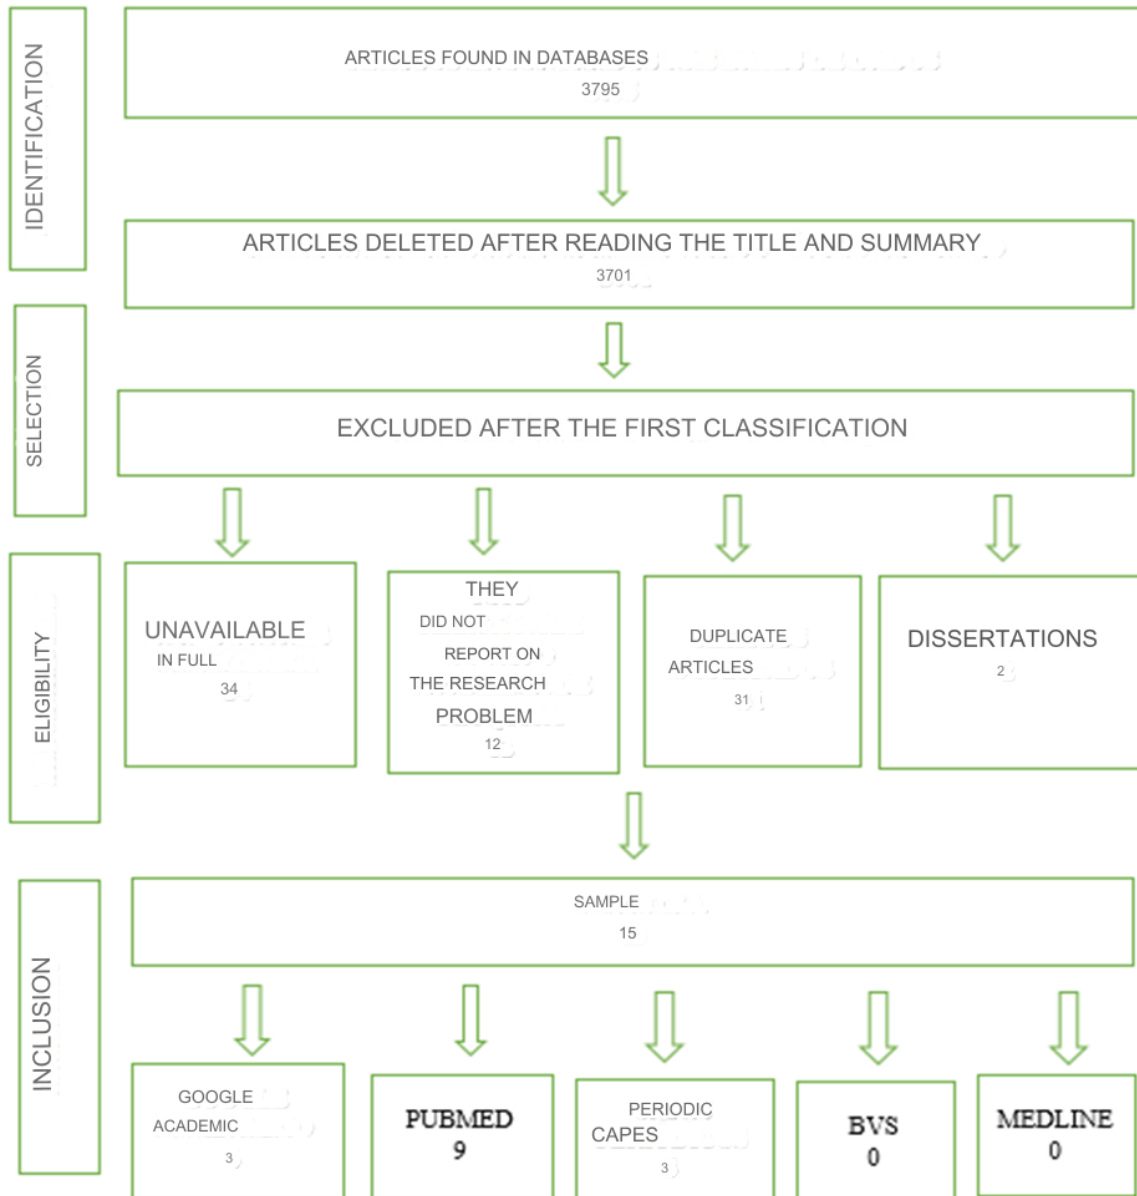 IDENTIFICATION
ARTICLES FOUND IN DATABASES
3795
ARTICLES DELETED AFTER READING THE TITLE AND SUMMARY
3701
SELECTION
EXCLUDED AFTER THE FIRST CLASSIFICATION
ELIGIBILITY
UNAVAILABLE
IN FULL
34
THEY
DID NOT
REPORT ON
THE RESEARCH
PROBLEM
12
DUPLICATE
ARTICLES
31
DISSERTATIONS
2
INCLUSION
SAMPLE
15
GOOGLE
ACADEMIC
3
PUBMED
9
PERIODIC
CAPES
3
BVS
0
MEDLINE
0